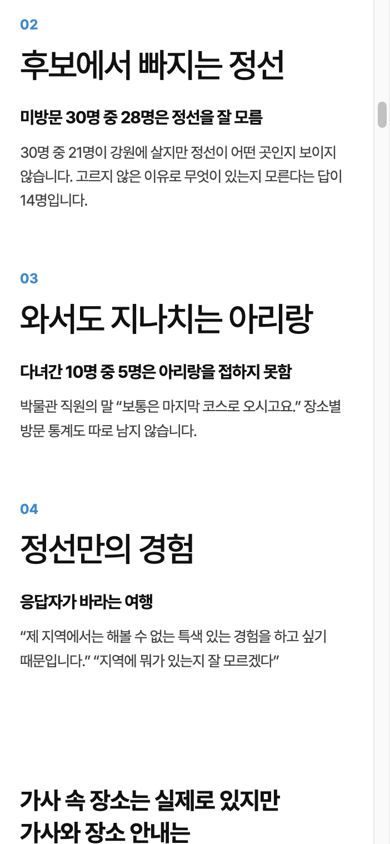 02
후보에서 빠지는 정선
미방문 30명 중 28명은 정선을 잘 모름
30명 중 21명이 강원에 살지만 정선이 어떤 곳인지 보이지
않습니다. 고르지 않은 이유로 무엇이 있는지 모른다는 답이
14명입니다.
03
와서도 지나치는 아리랑
다녀간 10명 중 5명은 아리랑을 접하지 못함
박물관 직원의 말 “보통은 마지막 코스로 오시고요.” 장소별
방문 통계도 따로 남지 않습니다.
04
정선만의 경험
응답자가 바라는 여행
“제 지역에서는 해볼 수 없는 특색 있는 경험을 하고 싶기
때문입니다.” “지역에 뭐가 있는지 잘 모르겠다”
가사 속 장소는 실제로 있지만
가사와 장소 안내는